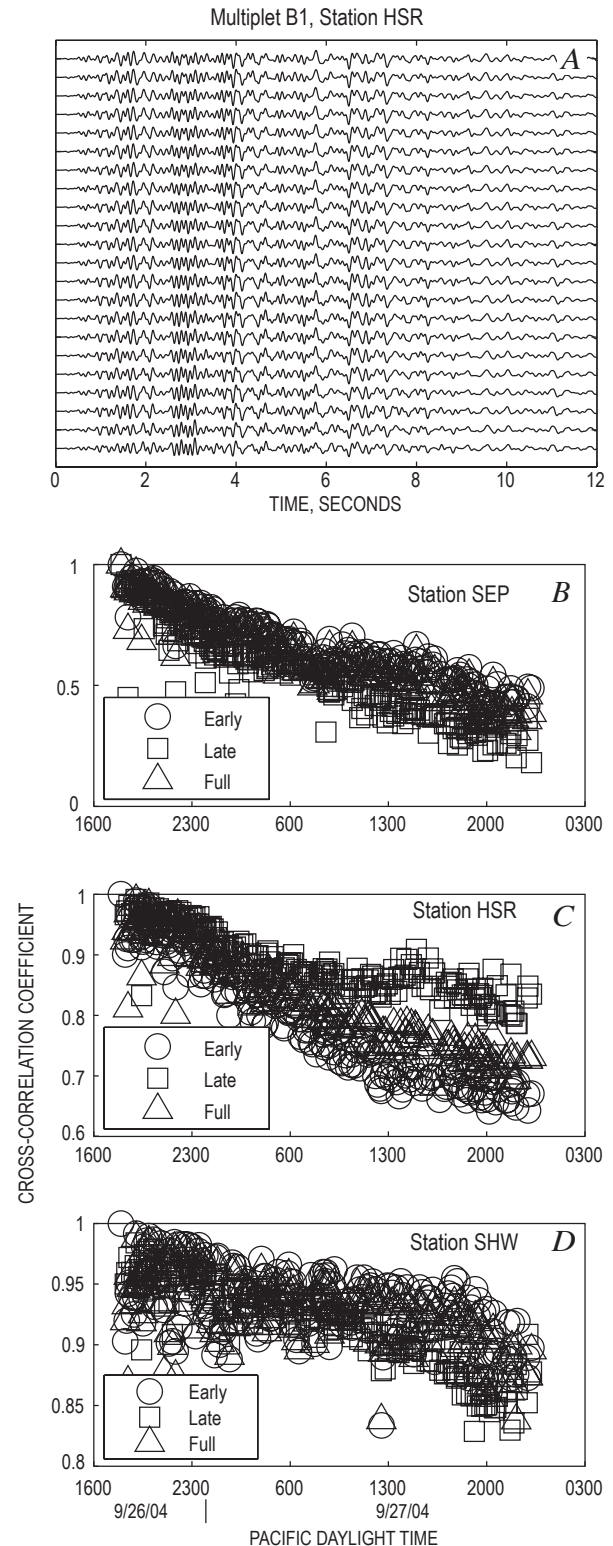 Multiplet B1, Station HSR
A
0 2 4 6 8 10 12
TIME, SECONDS
1
Station SEP B
0.5
Early
Late
Full
0
1600 2300 600 1300 2000 0300
CROSS-CORRELATION COEFFICIENT
1
Station HSR C
0.9
0.8
Early
0.7
Late
Full
0.6
1600 2300 600 1300 2000 0300
1
Station SHW D
0.95
0.9
Early
0.85
Late
Full
0.8
1600 2300 600 1300 2000 0300
9/26/04 | 9/27/04
PACIFIC DAYLIGHT TIME